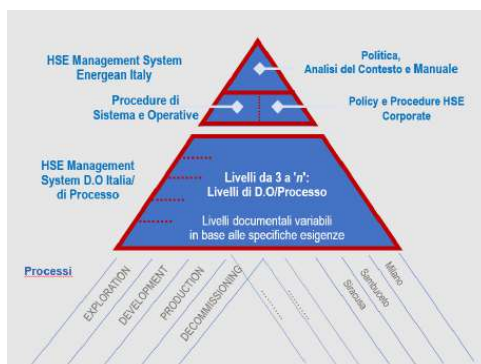 HSE Management System
Energean Italy
Politica,
Analisi del Contesto e Manuale
Procedure di
Sistema e Operative
Policy e Procedure HSE
Corporate
HSE Management
System D.O Italia/
di Processo
Livelli da 3 a 'n':
Livelli di D.O/Processo
Livelli documentali variabili
in base alle specifiche esigenze
Processi
EXPLORATION
DEVELOPMENT
PRODUCTION
DECOMMISSIONING
Siracusa
Sambuceto
Milano